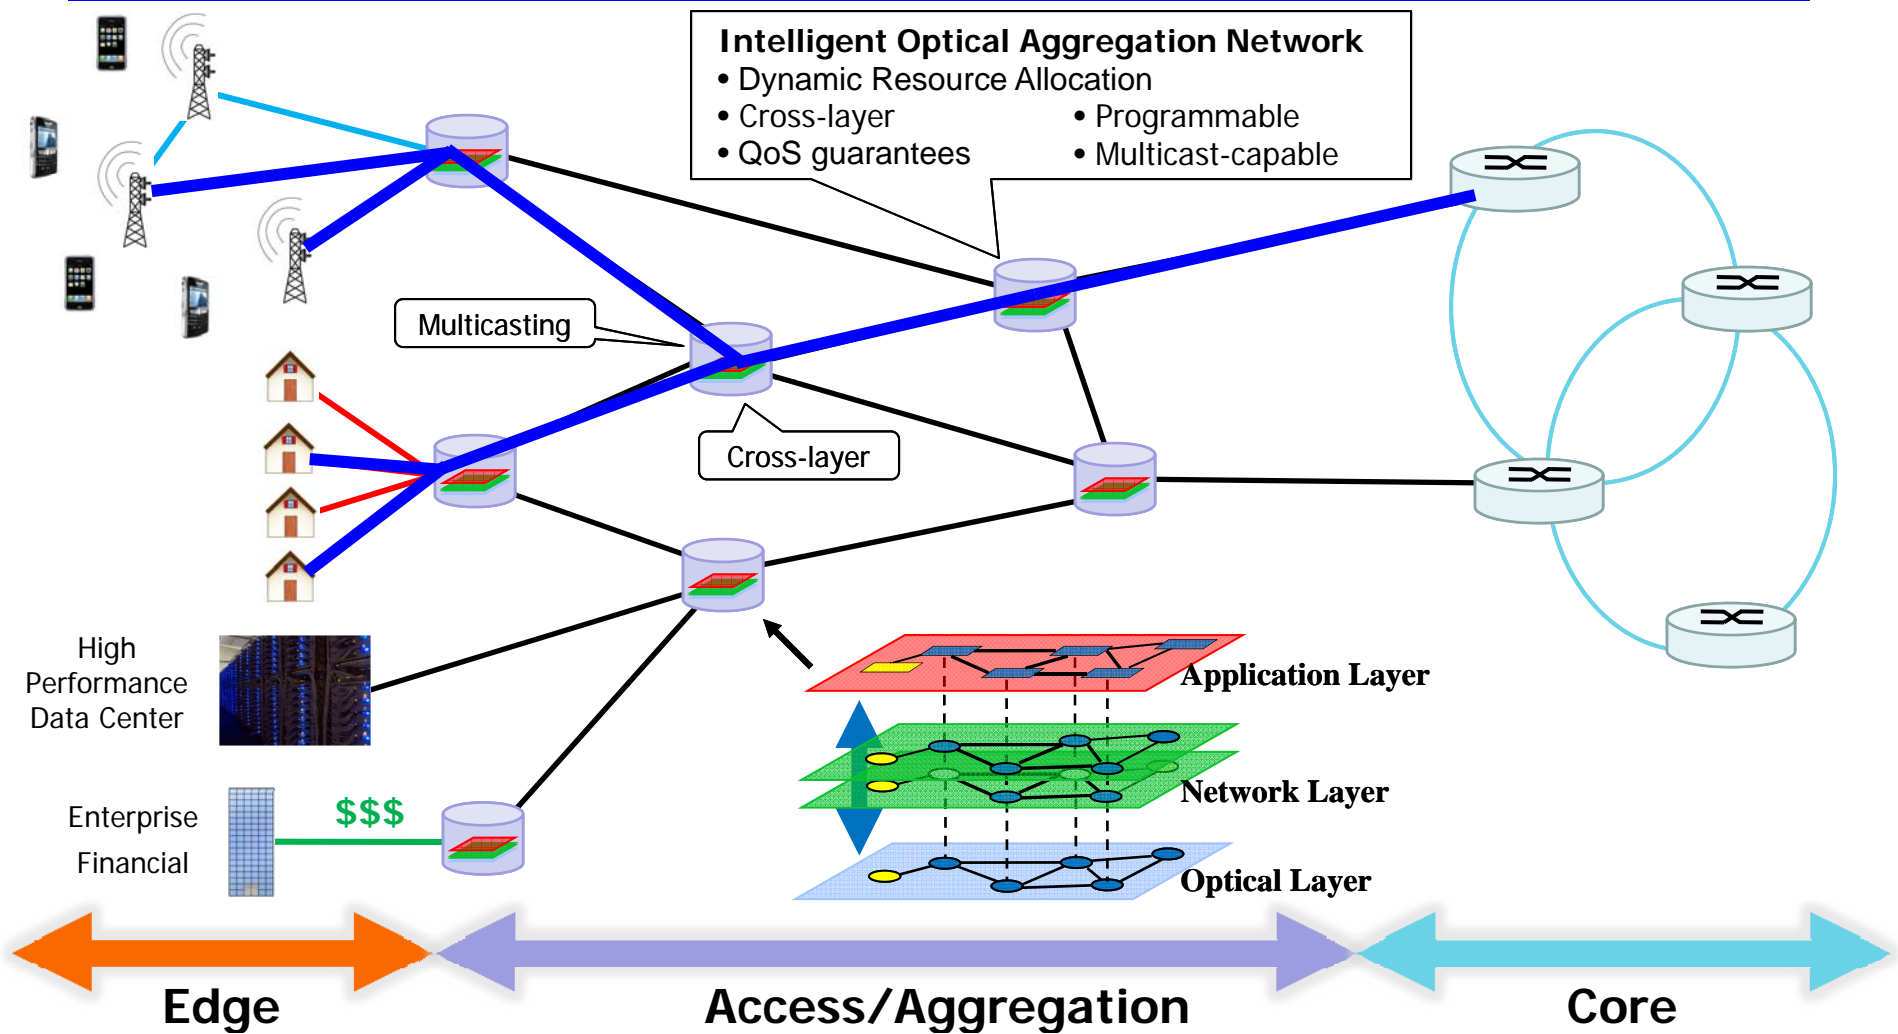 Intelligent Optical Aggregation Network
• Dynamic Resource Allocation
• Cross-layer
• Programmable
• QoS guarantees
• Multicast-capable
Multicasting
Cross-layer
High
Performance
Data Center
Application Layer
Network Layer
Enterprise
Financial
$$$
Optical Layer
Edge
Access/Aggregation
Core